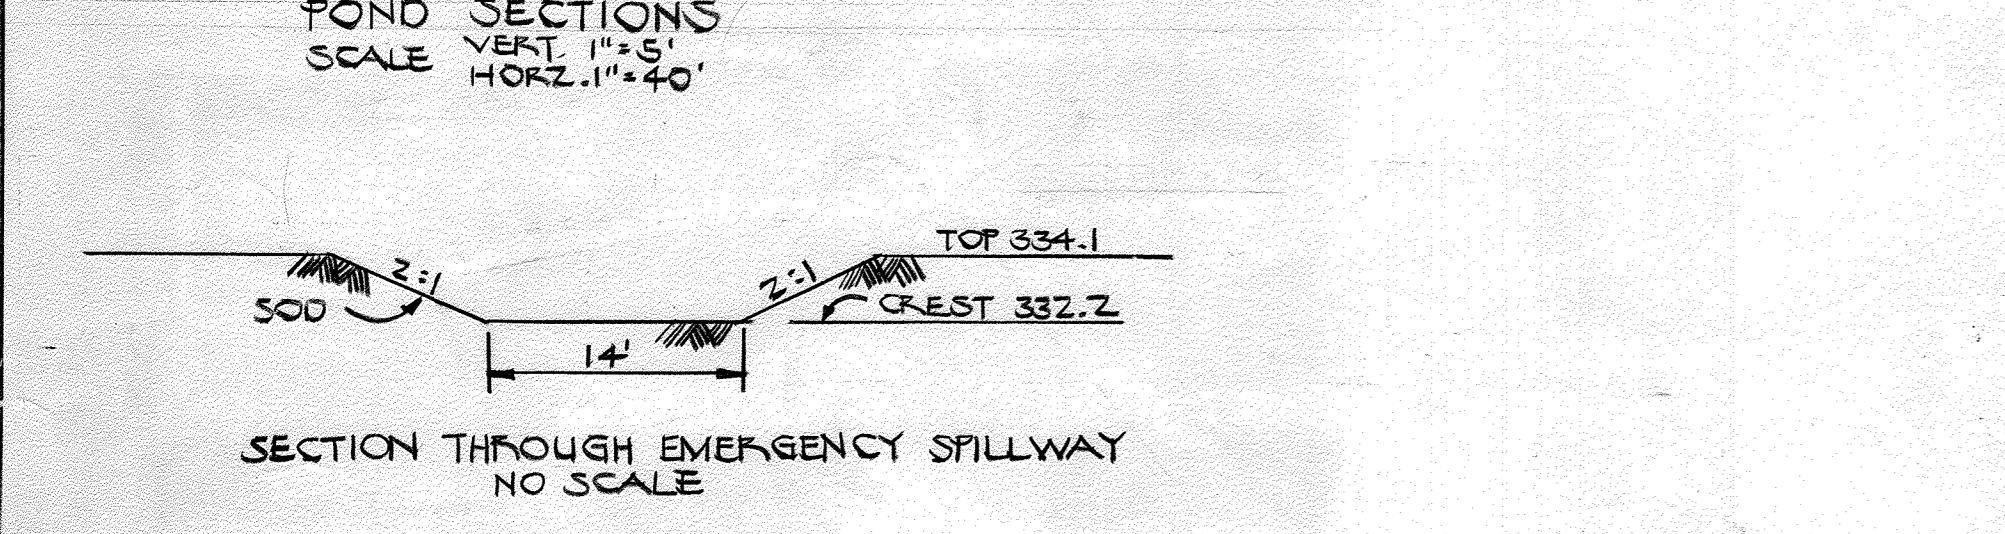 POND SECTIONS
SCALE VERT. 1"=5'
HORZ. 1"=40'
TOP 334.1
2:1
2:1
SOD
CREST 332.2
14'
SECTION THROUGH EMERGENCY SPILLWAY
NO SCALE